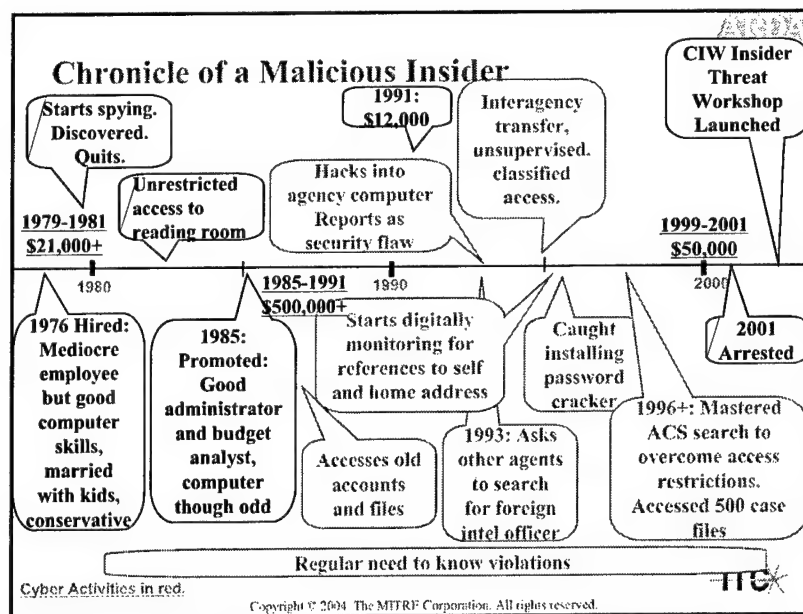 ARDA
Chronicle of a Malicious Insider
CIW Insider
Threat
Workshop
Launched
Starts spying.
Discovered.
Quits.
1991:
$12,000
Interagency
transfer,
unsupervised.
classified
access.
Unrestricted
access to
reading room
Hacks into
agency computer
Reports as
security flaw
1979-1981
$21,000+
1999-2001
$50,000
1980
1985-1991
$500,000+
1990
2000
1976 Hired:
Mediocre
employee
but good
computer
skills,
married
with kids,
conservative
1985:
Promoted:
Good
administrator
and budget
analyst,
computer
though odd
Starts digitally
monitoring for
references to self
and home address
Caught
installing
password
cracker
2001
Arrested
Accesses old
accounts
and files
1993: Asks
other agents
to search
for foreign
intel officer
1996+: Mastered
ACS search to
overcome access
restrictions.
Accessed 500 case
files
Regular need to know violations
Cyber Activities in red.
ITC
Copyright © 2004 The MITRE Corporation. All rights reserved.